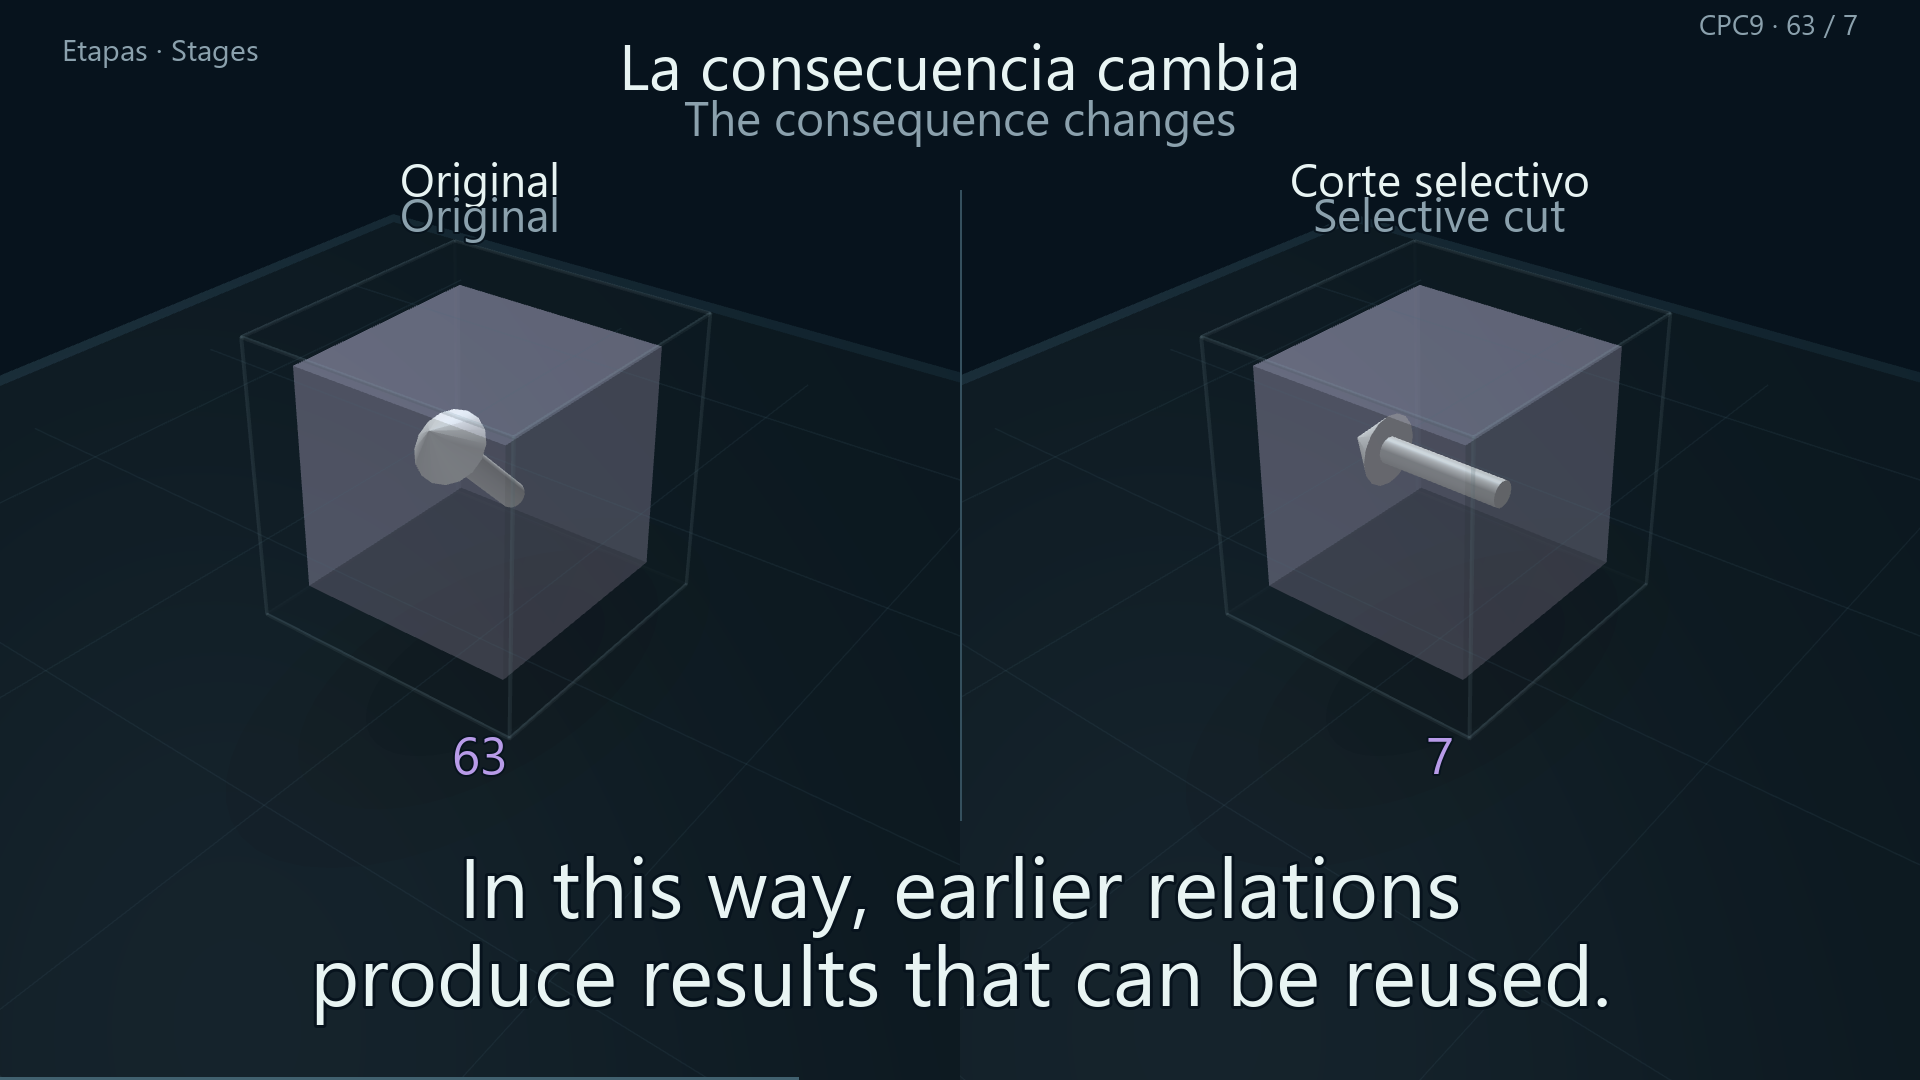 Etapas · Stages
CPC9 · 63 / 7
La consecuencia cambia
The consequence changes
Original
Original
Corte selectivo
Selective cut
63
7
In this way, earlier relations
produce results that can be reused.